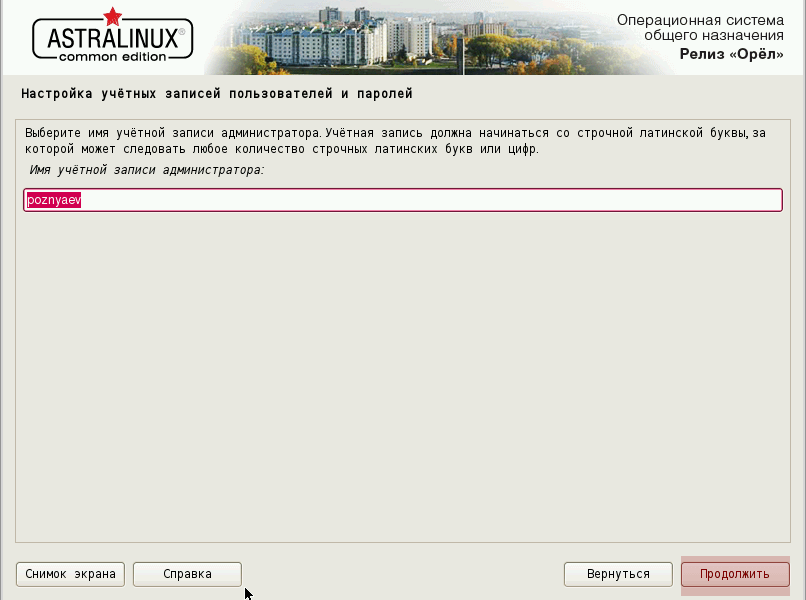 ASTRALINUX®
common edition
Операционная система
общего назначения
Релиз «Орёл»
Настройка учётных записей пользователей и паролей
Выберите имя учётной записи администратора. Учётная запись должна начинаться со строчной латинской буквы, за
которой может следовать любое количество строчных латинских букв или цифр.
Имя учётной записи администратора:
poznyaev
Снимок экрана
Справка
Вернуться
Продолжить